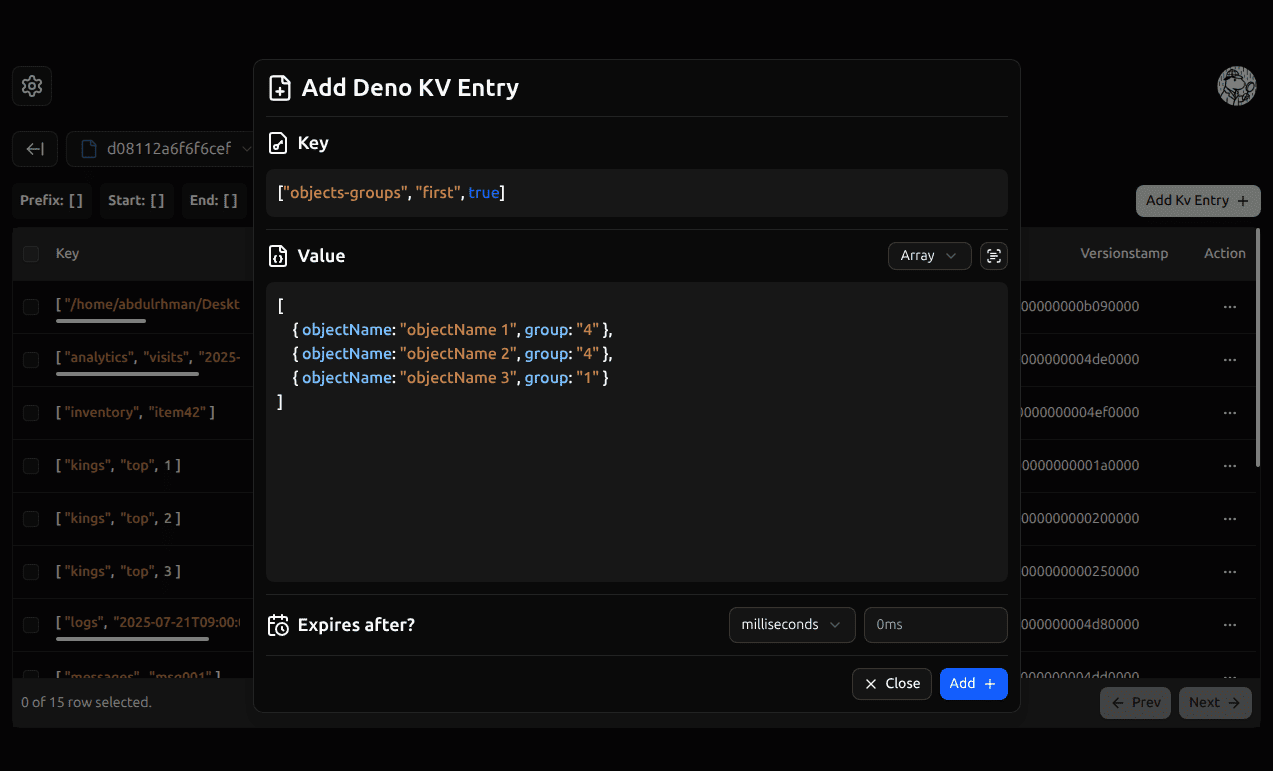 Add Deno KV Entry
Key
["objects-groups", "first", true]
Value
Array
[
{ objectName: "objectName 1", group: "4" },
{ objectName: "objectName 2", group: "4" },
{ objectName: "objectName 3", group: "1" }
]
Expires after?
milliseconds
0ms
Close
Add +
d08112a6f6f6cef
Prefix: []
Start: []
End: []
Add Kv Entry +
Key
Versionstamp
Action
[ "/home/abdulrhman/Deskt
00000000b090000
[ "analytics", "visits", "2025-
000000004de0000
[ "inventory", "item42" ]
000000004ef0000
[ "kings", "top", 1 ]
0000000001a0000
[ "kings", "top", 2 ]
000000000200000
[ "kings", "top", 3 ]
000000000250000
[ "logs", "2025-07-21T09:00:
000000004d80000
[ "messages", "msg001" ]
000000004dd0000
0 of 15 row selected.
Prev
Next